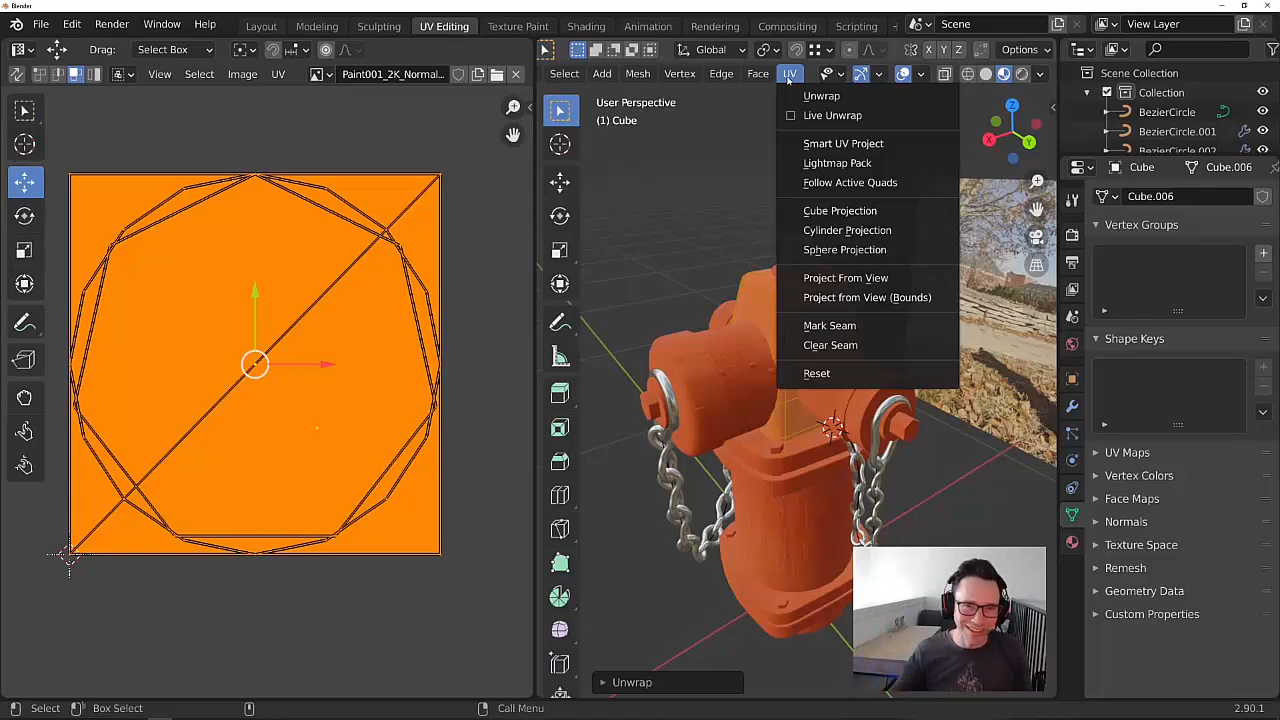 Blender
File Edit Render Window Help
Layout Modeling Sculpting UV Editing Texture Paint Shading Animation Rendering Compositing Scripting
Scene
View Layer
Drag: Select Box
Global
Options
View Select Image UV
Paint001_2K_Normal...
Select Add Mesh Vertex Edge Face UV
User Perspective
(1) Cube
Unwrap
Live Unwrap
Smart UV Project
Lightmap Pack
Follow Active Quads
Cube Projection
Cylinder Projection
Sphere Projection
Project From View
Project from View (Bounds)
Mark Seam
Clear Seam
Reset
X Y Z
Z
Y
X
Scene Collection
Collection
BezierCircle
BezierCircle.001
BezierCircle.002
Cube
Cube.006
Cube.006
Vertex Groups
Shape Keys
UV Maps
Vertex Colors
Face Maps
Normals
Texture Space
Remesh
Geometry Data
Custom Properties
Unwrap
Select
Box Select
Call Menu
2.90.1